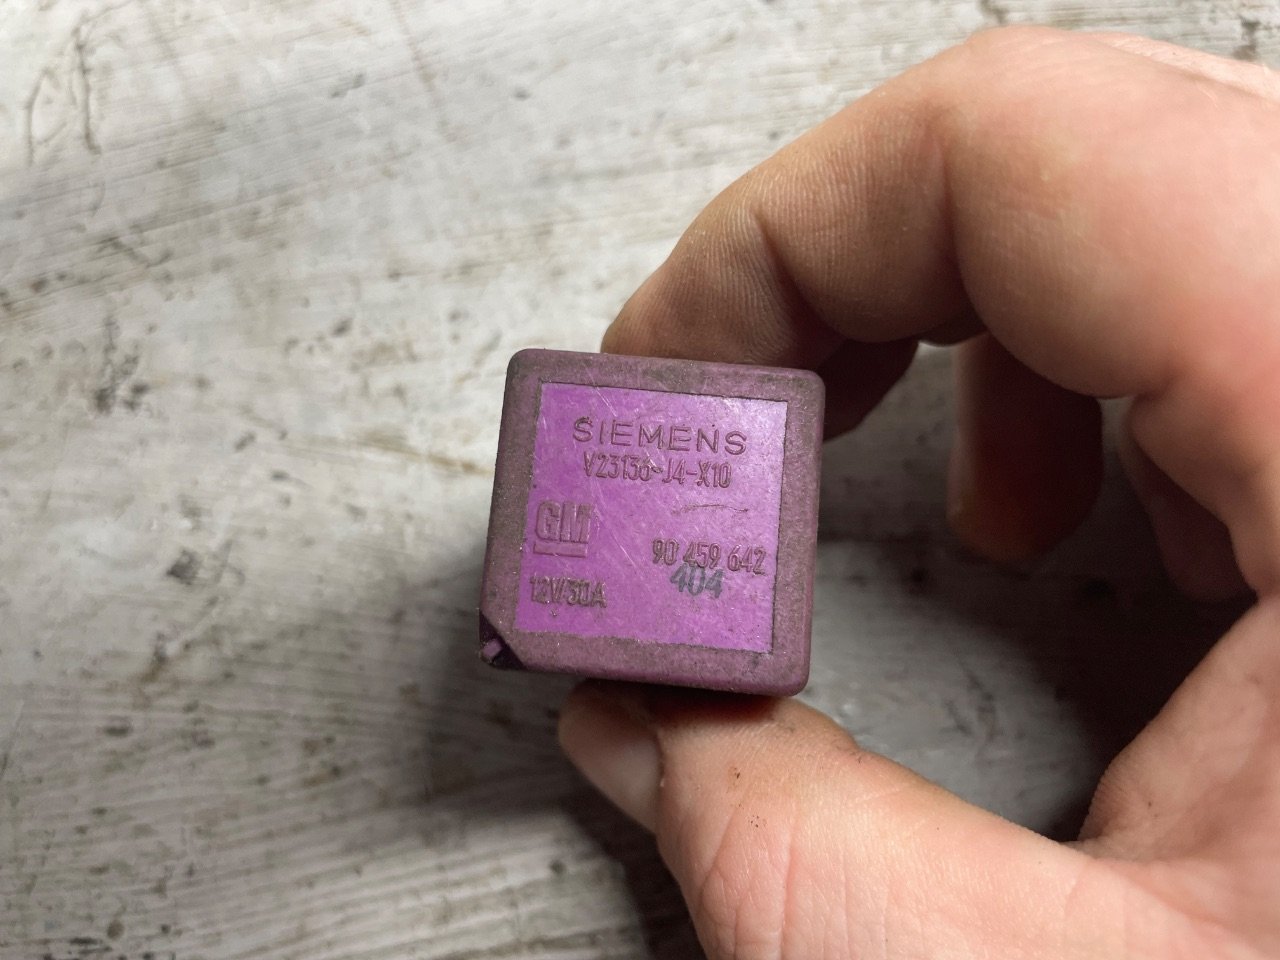 SIEMENS
V23136-J4-X10
GM
90 459 642
404
12V/30A